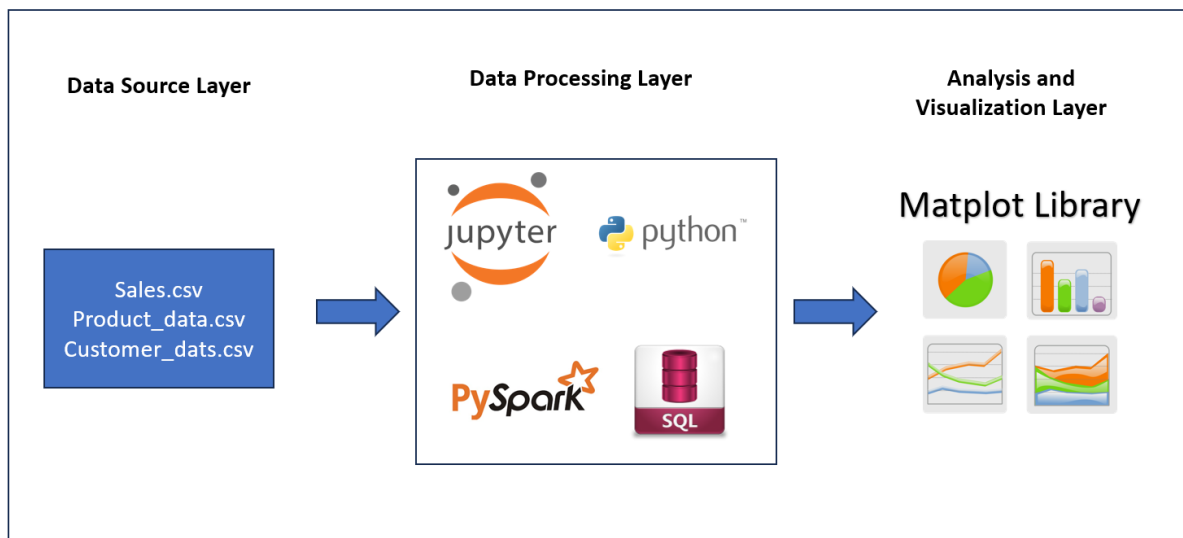 Data Source Layer
Data Processing Layer
Analysis and
Visualization Layer
Sales.csv
Product_data.csv
Customer_dats.csv
jupyter
python™
PySpark
SQL
Matplot Library